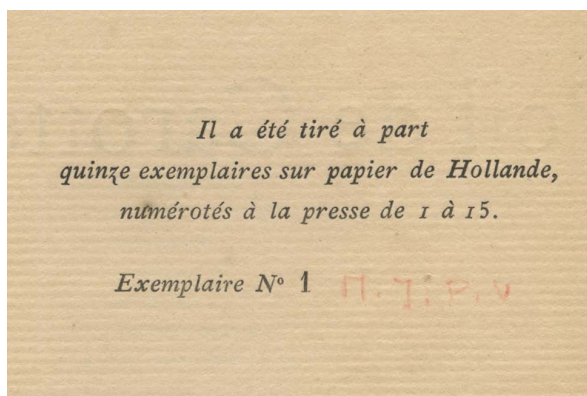 Il a été tiré à part
quinze exemplaires sur papier de Hollande,
numérotés à la presse de 1 à 15.
Exemplaire Nº 1